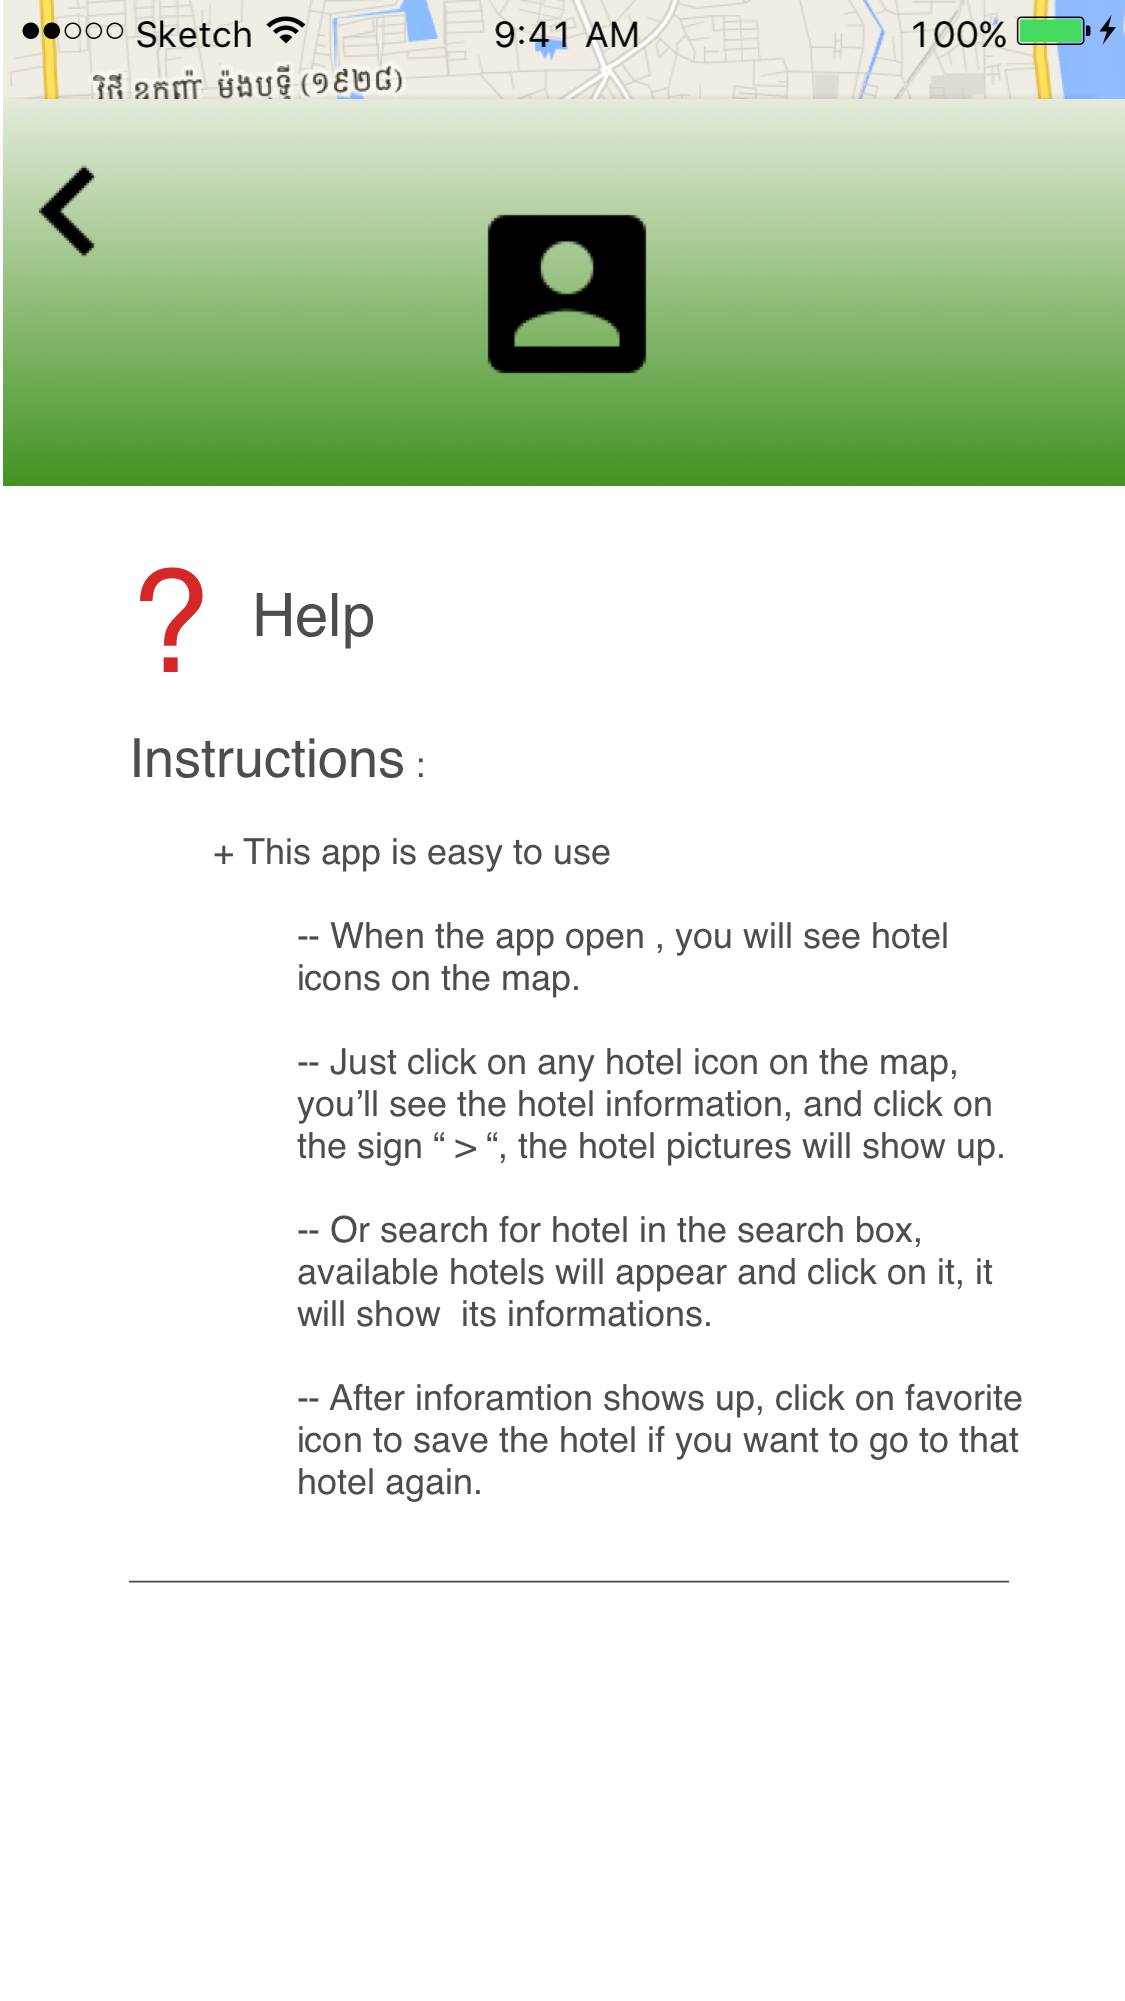 Sketch 9:41 AM 100%
វិថី ឧកញ៉ា ម៉ុងឫទ្ធី (១៩២៨)
? Help
Instructions :
+ This app is easy to use
-- When the app open , you will see hotel
icons on the map.
-- Just click on any hotel icon on the map,
you’ll see the hotel information, and click on
the sign “ > “, the hotel pictures will show up.
-- Or search for hotel in the search box,
available hotels will appear and click on it, it
will show  its informations.
-- After inforamtion shows up, click on favorite
icon to save the hotel if you want to go to that
hotel again.